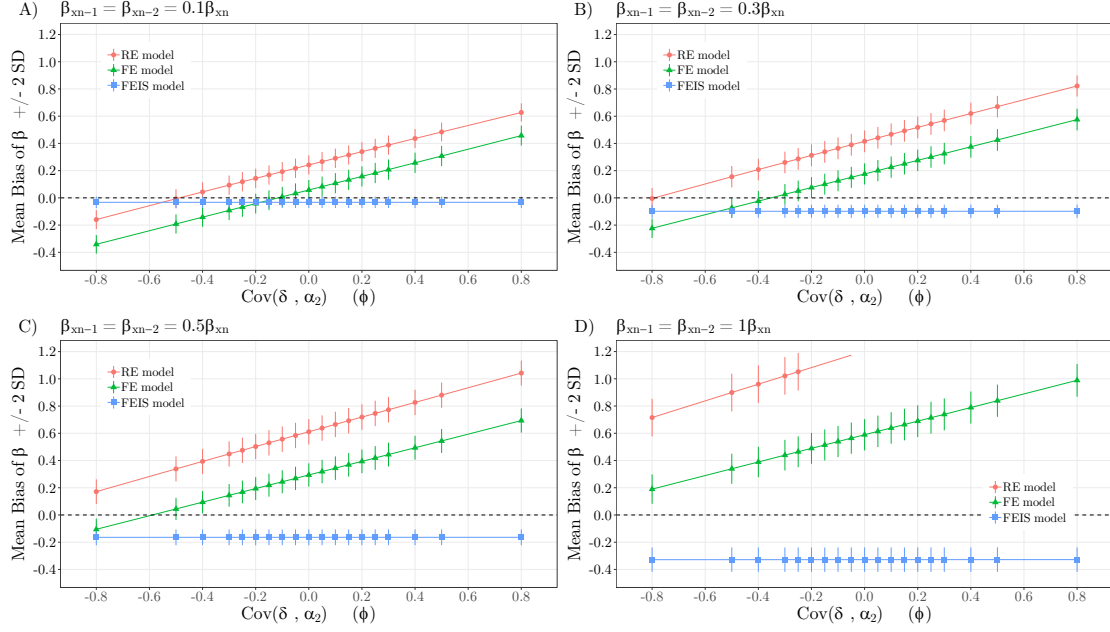 A) βxn−1 = βxn−2 = 0.1βxn
Mean Bias of β +/- 2 SD
1.2
1.0
0.8
0.6
0.4
0.2
0.0
-0.2
-0.4
RE model
FE model
FEIS model
-0.8 -0.6 -0.4 -0.2 0.0 0.2 0.4 0.6 0.8
Cov(δ , α2) (ϕ)
B) βxn−1 = βxn−2 = 0.3βxn
Mean Bias of β +/- 2 SD
1.2
1.0
0.8
0.6
0.4
0.2
0.0
-0.2
-0.4
RE model
FE model
FEIS model
-0.8 -0.6 -0.4 -0.2 0.0 0.2 0.4 0.6 0.8
Cov(δ , α2) (ϕ)
C) βxn−1 = βxn−2 = 0.5βxn
Mean Bias of β +/- 2 SD
1.2
1.0
0.8
0.6
0.4
0.2
0.0
-0.2
-0.4
RE model
FE model
FEIS model
-0.8 -0.6 -0.4 -0.2 0.0 0.2 0.4 0.6 0.8
Cov(δ , α2) (ϕ)
D) βxn−1 = βxn−2 = 1βxn
Mean Bias of β +/- 2 SD
1.2
1.0
0.8
0.6
0.4
0.2
0.0
-0.2
-0.4
RE model
FE model
FEIS model
-0.8 -0.6 -0.4 -0.2 0.0 0.2 0.4 0.6 0.8
Cov(δ , α2) (ϕ)